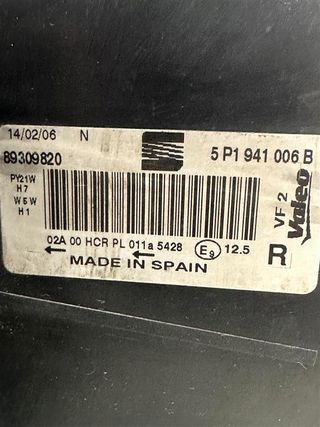 14/02/06 N
89309820 5 P1 941 006 B
PY21W
H7
W5W
H1
VF 2
Valeo
02A 00 HCR PL 011a 5428 E9 12.5
R
MADE IN SPAIN